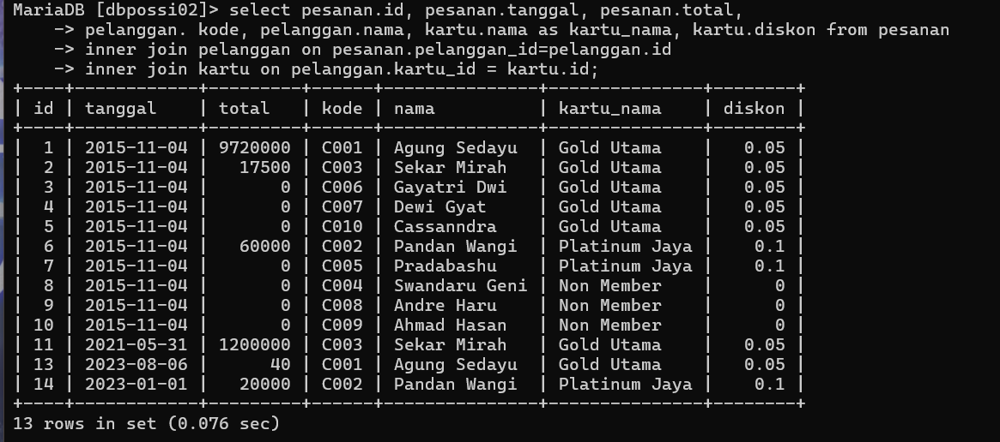 MariaDB [dbpossi02]> select pesanan.id, pesanan.tanggal, pesanan.total,
    -> pelanggan. kode, pelanggan.nama, kartu.nama as kartu_nama, kartu.diskon from pesanan
    -> inner join pelanggan on pesanan.pelanggan_id=pelanggan.id
    -> inner join kartu on pelanggan.kartu_id = kartu.id;
+----+------------+---------+------+---------------+---------------+--------+
| id | tanggal    | total   | kode | nama          | kartu_nama    | diskon |
+----+------------+---------+------+---------------+---------------+--------+
|  1 | 2015-11-04 | 9720000 | C001 | Agung Sedayu  | Gold Utama    |   0.05 |
|  2 | 2015-11-04 |   17500 | C003 | Sekar Mirah   | Gold Utama    |   0.05 |
|  3 | 2015-11-04 |       0 | C006 | Gayatri Dwi   | Gold Utama    |   0.05 |
|  4 | 2015-11-04 |       0 | C007 | Dewi Gyat     | Gold Utama    |   0.05 |
|  5 | 2015-11-04 |       0 | C010 | Cassanndra    | Gold Utama    |   0.05 |
|  6 | 2015-11-04 |   60000 | C002 | Pandan Wangi  | Platinum Jaya |    0.1 |
|  7 | 2015-11-04 |       0 | C005 | Pradabashu    | Platinum Jaya |    0.1 |
|  8 | 2015-11-04 |       0 | C004 | Swandaru Geni | Non Member    |      0 |
|  9 | 2015-11-04 |       0 | C008 | Andre Haru    | Non Member    |      0 |
| 10 | 2015-11-04 |       0 | C009 | Ahmad Hasan   | Non Member    |      0 |
| 11 | 2021-05-31 | 1200000 | C003 | Sekar Mirah   | Gold Utama    |   0.05 |
| 13 | 2023-08-06 |      40 | C001 | Agung Sedayu  | Gold Utama    |   0.05 |
| 14 | 2023-01-01 |   20000 | C002 | Pandan Wangi  | Platinum Jaya |    0.1 |
+----+------------+---------+------+---------------+---------------+--------+
13 rows in set (0.076 sec)